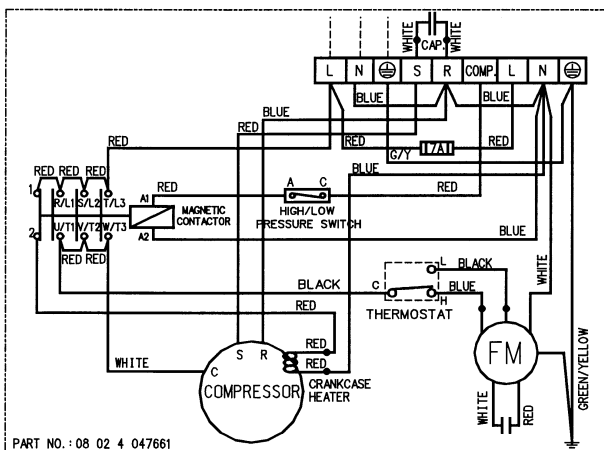 WHITE
CAP.
WHITE
L N S R COMP. L N
BLUE
BLUE
BLUE
RED
RED
RED
17A1
RED
G/Y
BLUE
RED RED RED
1
R/L1 S/L2 T/L3
A1
RED
A C
RED
MAGNETIC
CONTACTOR
HIGH/LOW
PRESSURE SWITCH
2
U/T1 V/T2 W/T3
A2
BLUE
RED RED
WHITE
L
BLACK
BLACK
C
BLUE
H
RED
THERMOSTAT
S R
RED
FM
WHITE
C
RED
COMPRESSOR
CRANKCASE
HEATER
GREEN/YELLOW
WHITE
RED
PART NO.: 08 02 4 047661